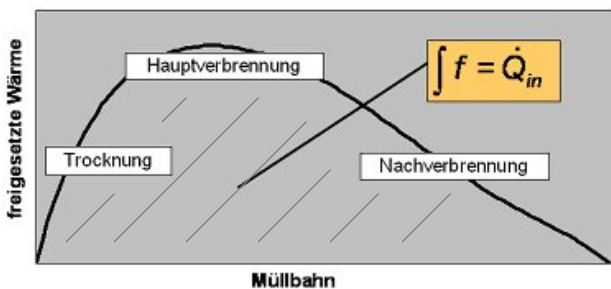 freigesetzte Wärme
Hauptverbrennung
∫ f = Q̇in
Trocknung
Nachverbrennung
Müllbahn